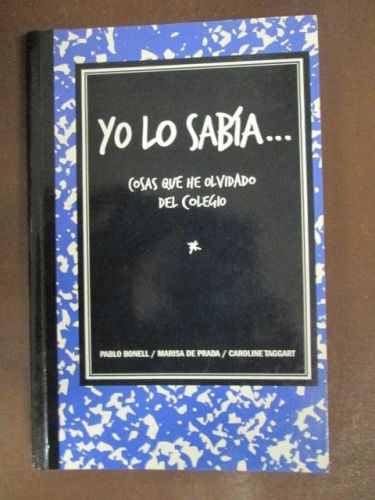 YO LO SABÍA...
COSAS QUE HE OLVIDADO
DEL COLEGIO
*
PABLO BONELL / MARISA DE PRADA / CAROLINE TAGGART